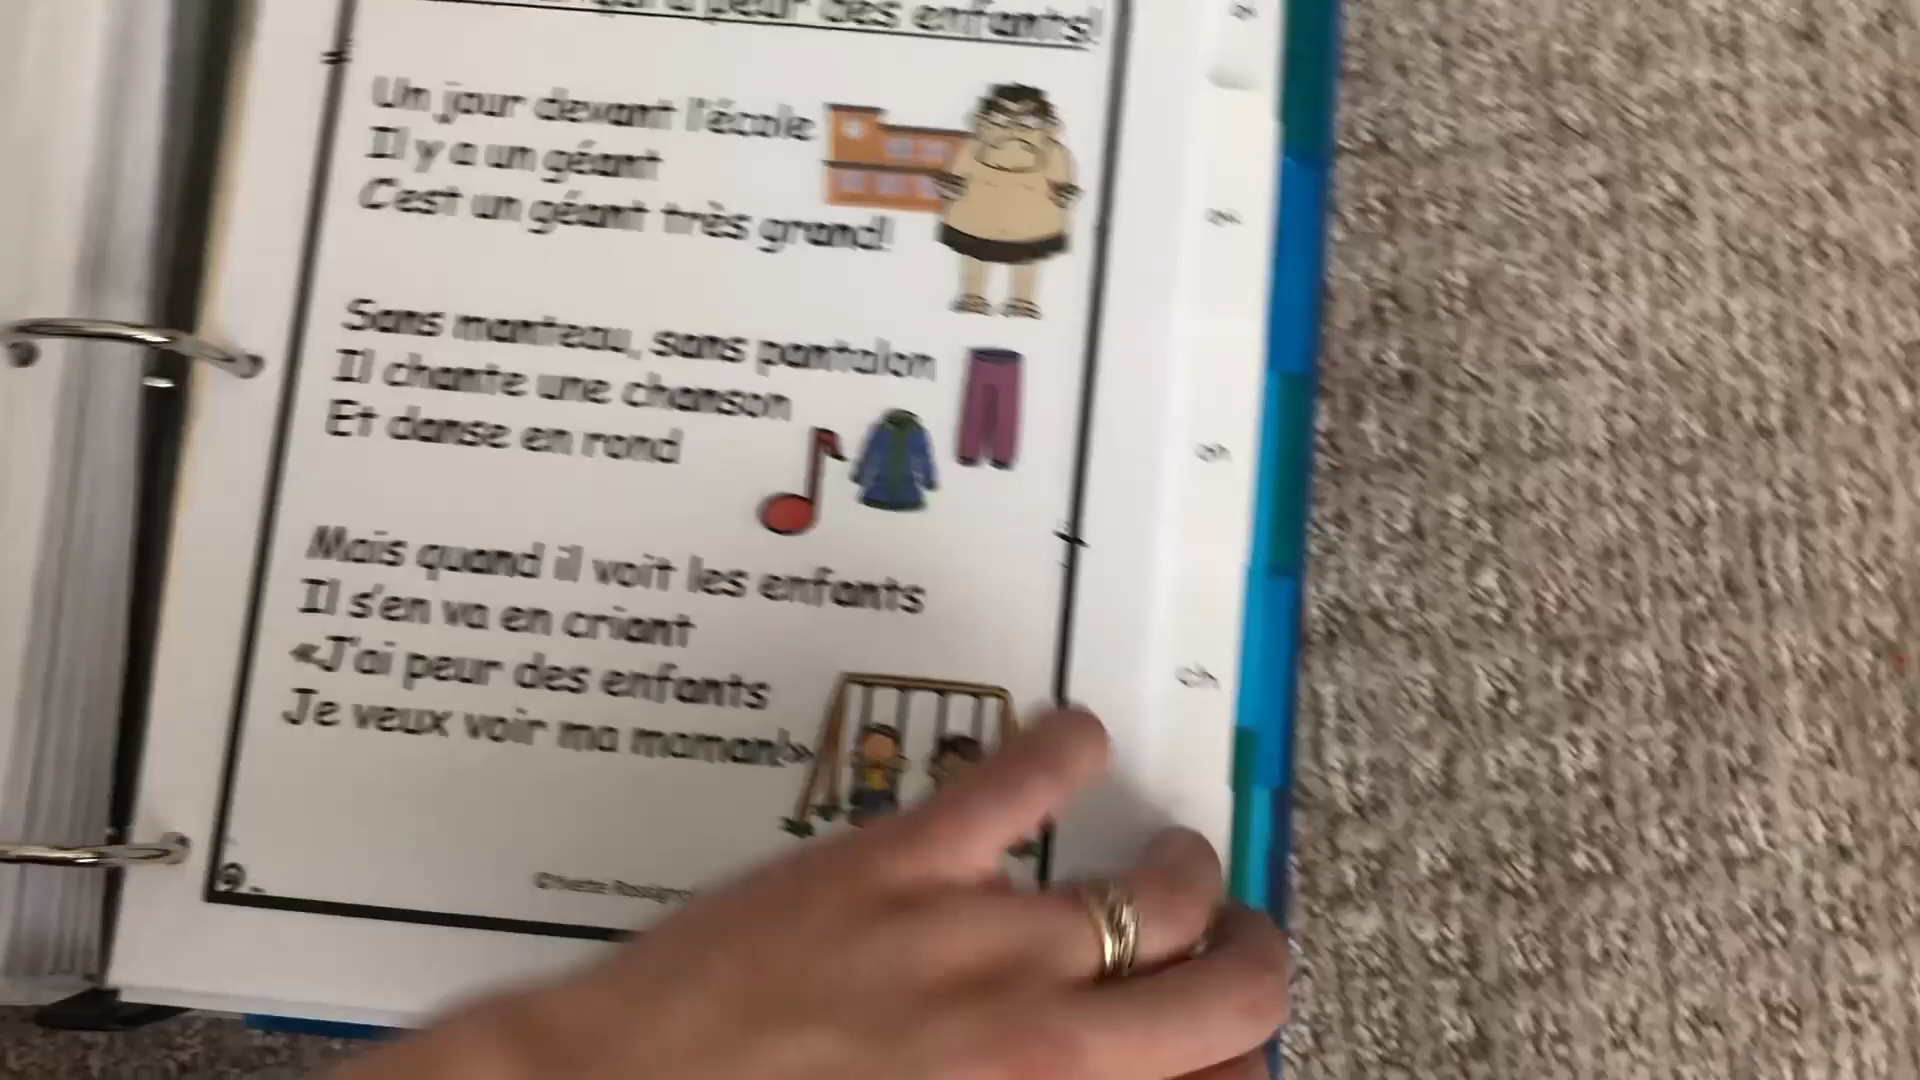 peur des enfants!
Un jour devant l'école
Il y a un géant
C'est un géant très grand!
Sans manteau, sans pantalon
Il chante une chanson
Et danse en rond
Mais quand il voit les enfants
Il s'en va en criant
«J'ai peur des enfants
Je veux voir ma maman!»
ch